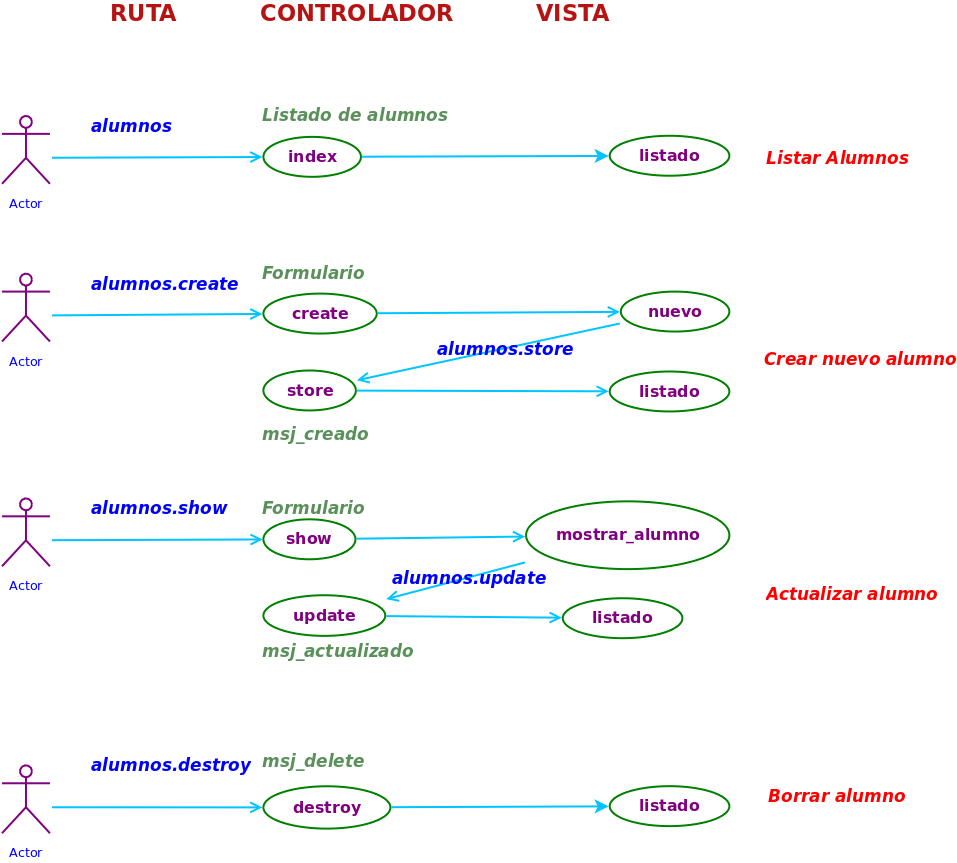 RUTA CONTROLADOR VISTA
Listado de alumnos
alumnos
index
listado
Listar Alumnos
Actor
Formulario
alumnos.create
create
nuevo
alumnos.store
Crear nuevo alumno
Actor
store
listado
msj_creado
alumnos.show
Formulario
show
mostrar_alumno
alumnos.update
Actor
Actualizar alumno
update
listado
msj_actualizado
alumnos.destroy
msj_delete
destroy
listado
Borrar alumno
Actor